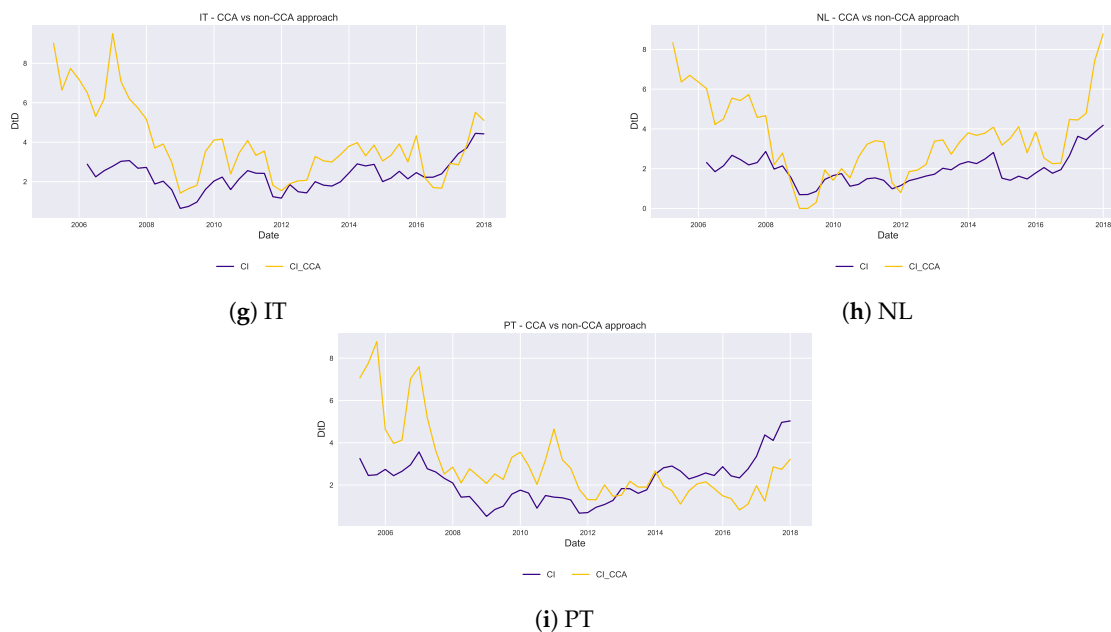 IT - CCA vs non-CCA approach
8
6
4
2
DtD
2006 2008 2010 2012 2014 2016 2018
Date
CI CI_CCA
(g) IT
NL - CCA vs non-CCA approach
8
6
4
2
0
DtD
2006 2008 2010 2012 2014 2016 2018
Date
CI CI_CCA
(h) NL
PT - CCA vs non-CCA approach
8
6
4
2
DtD
2006 2008 2010 2012 2014 2016 2018
Date
CI CI_CCA
(i) PT